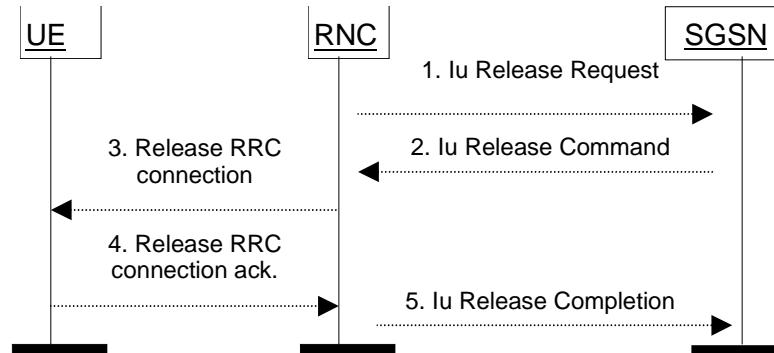 UE
RNC
SGSN
1. Iu Release Request
2. Iu Release Command
3. Release RRC
connection
4. Release RRC
connection ack.
5. Iu Release Completion